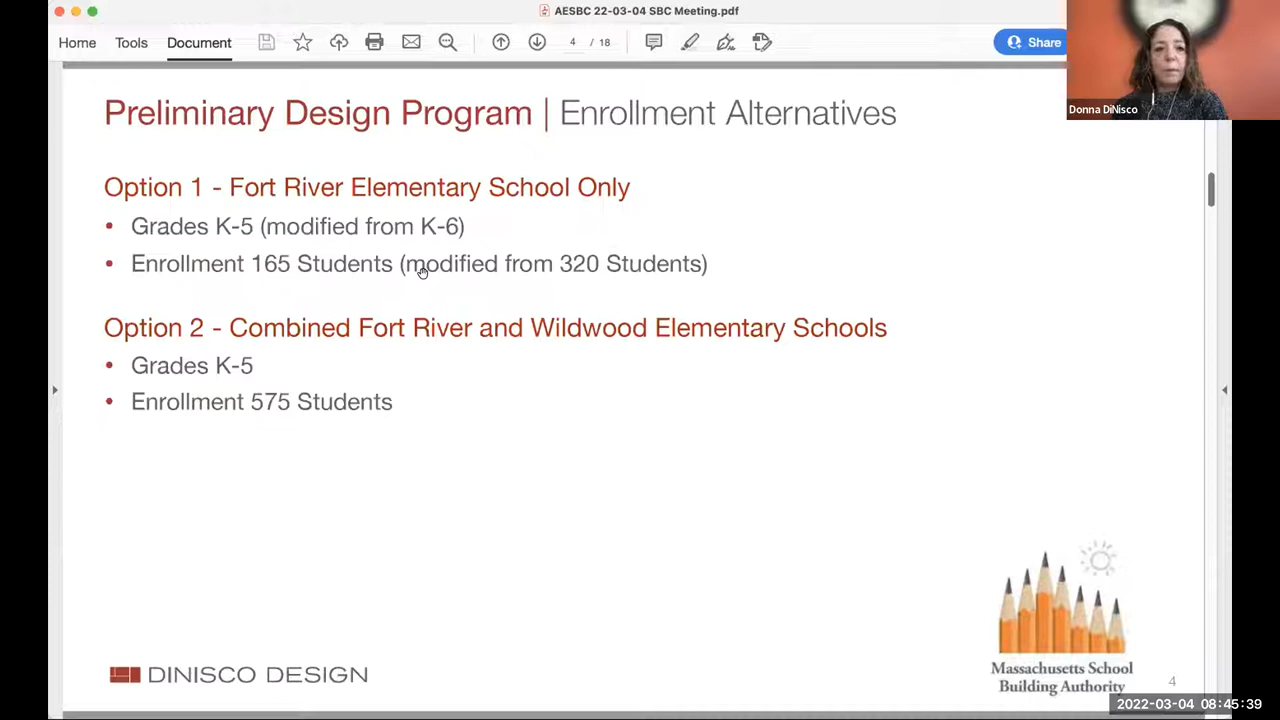 AESBC 22-03-04 SBC Meeting.pdf
Home Tools Document 4 / 18 Share
Donna DiNisco
Preliminary Design Program | Enrollment Alternatives
Option 1 - Fort River Elementary School Only
• Grades K-5 (modified from K-6)
• Enrollment 165 Students (modified from 320 Students)
Option 2 - Combined Fort River and Wildwood Elementary Schools
• Grades K-5
• Enrollment 575 Students
DINISCO DESIGN
Massachusetts School
Building Authority
4
2022-03-04 08:45:39